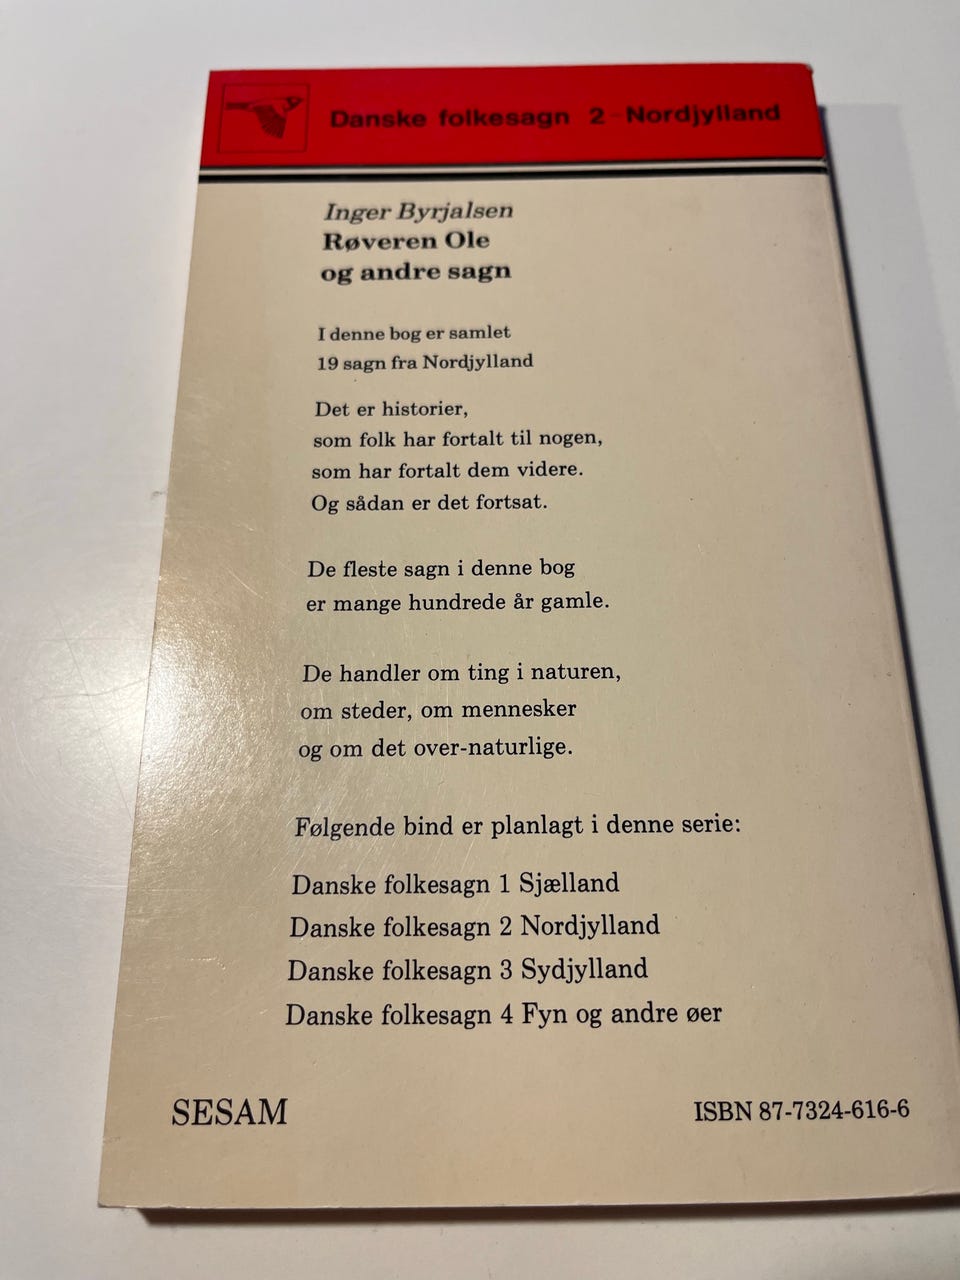 Danske folkesagn 2 - Nordjylland
Inger Byrjalsen
Røveren Ole
og andre sagn
I denne bog er samlet
19 sagn fra Nordjylland
Det er historier,
som folk har fortalt til nogen,
som har fortalt dem videre.
Og sådan er det fortsat.
De fleste sagn i denne bog
er mange hundrede år gamle.
De handler om ting i naturen,
om steder, om mennesker
og om det over-naturlige.
Følgende bind er planlagt i denne serie:
Danske folkesagn 1 Sjælland
Danske folkesagn 2 Nordjylland
Danske folkesagn 3 Sydjylland
Danske folkesagn 4 Fyn og andre øer
SESAM
ISBN 87-7324-616-6